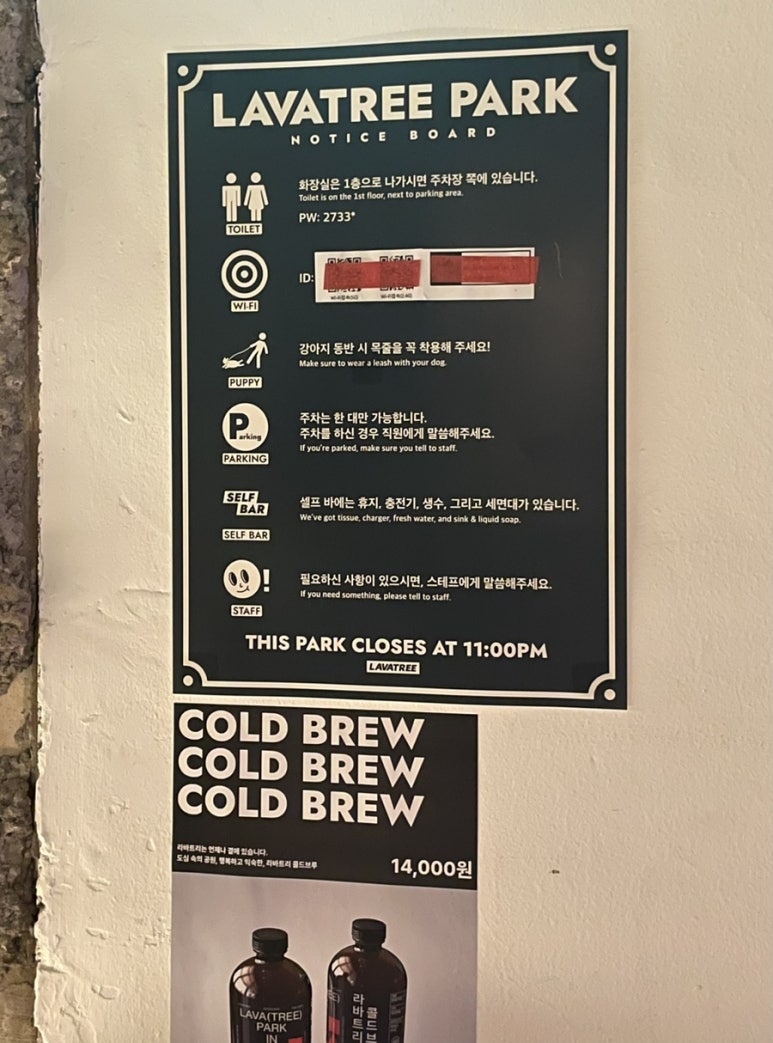 LAVATREE PARK
NOTICE BOARD
TOILET
화장실은 1층으로 나가시면 주차장 쪽에 있습니다.
Toilet is on the 1st floor, next to parking area.
PW: 2733*
WI-FI
ID:
PUPPY
강아지 동반 시 목줄을 꼭 착용해 주세요!
Make sure to wear a leash with your dog.
Parking
PARKING
주차는 한 대만 가능합니다.
주차를 하신 경우 직원에게 말씀해주세요.
If you're parked, make sure you tell to staff.
SELF
BAR
SELF BAR
셀프 바에는 휴지, 충전기, 생수, 그리고 세면대가 있습니다.
We've got tissue, charger, fresh water, and sink & liquid soap.
!
STAFF
필요하신 사항이 있으시면, 스테프에게 말씀해주세요.
If you need something, please tell to staff.
THIS PARK CLOSES AT 11:00PM
LAVATREE
COLD BREW
COLD BREW
COLD BREW
라바트리는 언제나 곁에 있습니다.
도심 속의 공원, 행복하고 익숙한, 라바트리 콜드브루
14,000원
LAVA(TREE)
PARK
IN
라바트리
콜드브